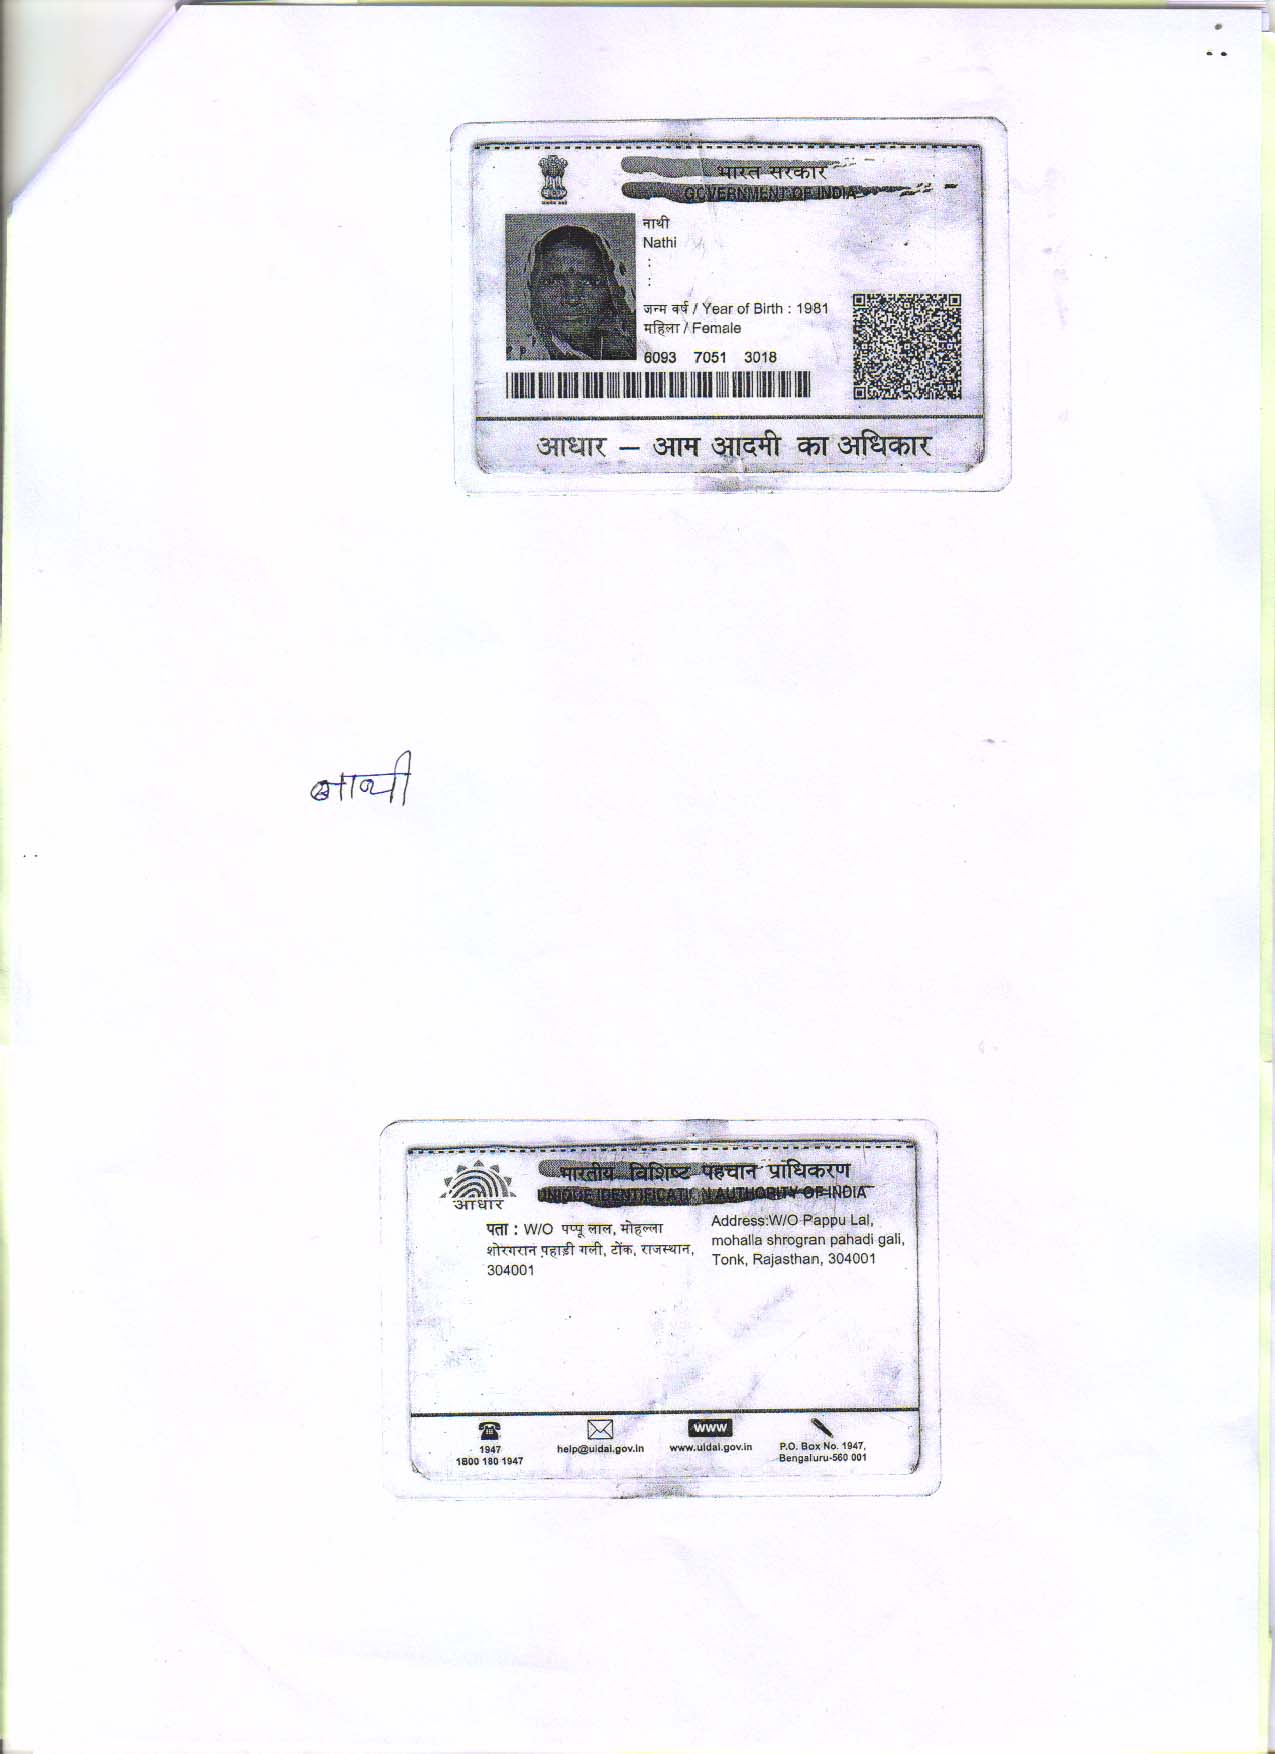 भारत सरकार
GOVERNMENT OF INDIA
नाथी
Nathi
:
:
जन्म वर्ष / Year of Birth : 1981
महिला / Female
6093 7051 3018
आधार – आम आदमी का अधिकार
नाथी
भारतीय विशिष्ट पहचान प्राधिकरण
UNIQUE IDENTIFICATION AUTHORITY OF INDIA
आधार
पता : W/O पप्पू लाल, मोहल्ला
शोरगरान पहाड़ी गली, टोंक, राजस्थान,
304001
Address:W/O Pappu Lal,
mohalla shrogran pahadi gali,
Tonk, Rajasthan, 304001
1947
1800 180 1947
help@uidai.gov.in
www
www.uidai.gov.in
P.O. Box No. 1947,
Bengaluru-560 001